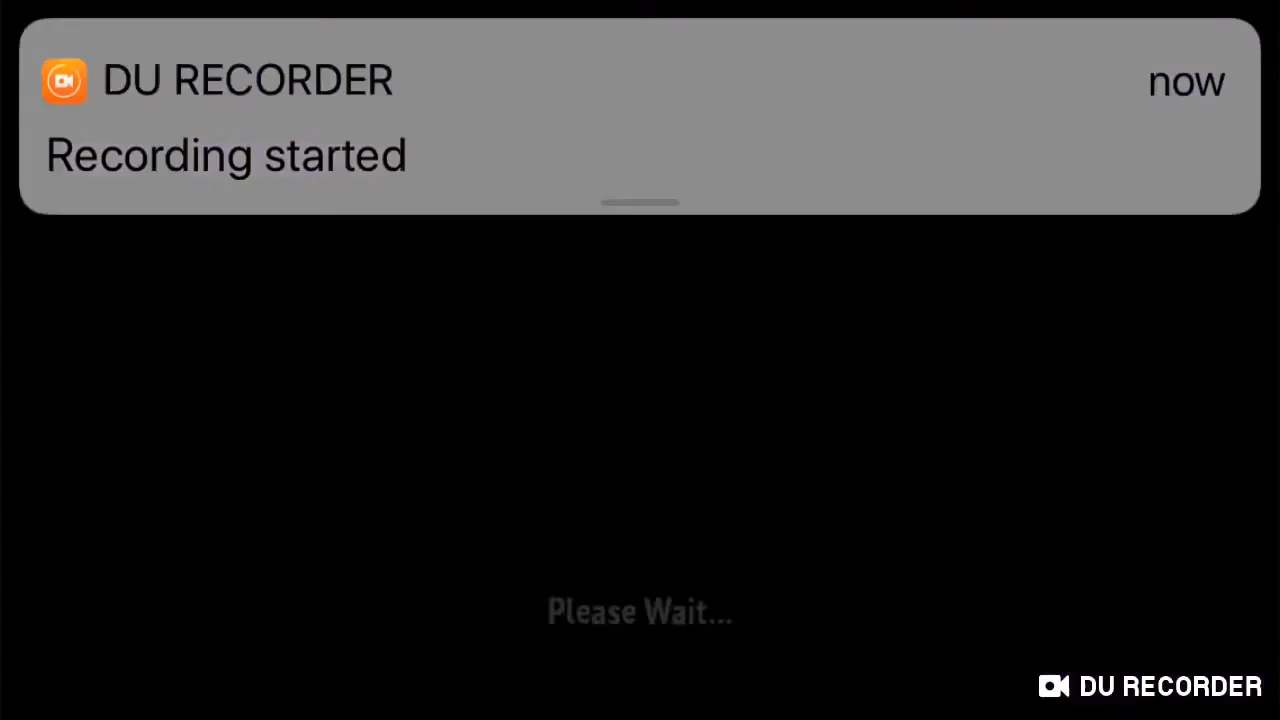 DU RECORDER
now
Recording started
Please Wait...
DU RECORDER